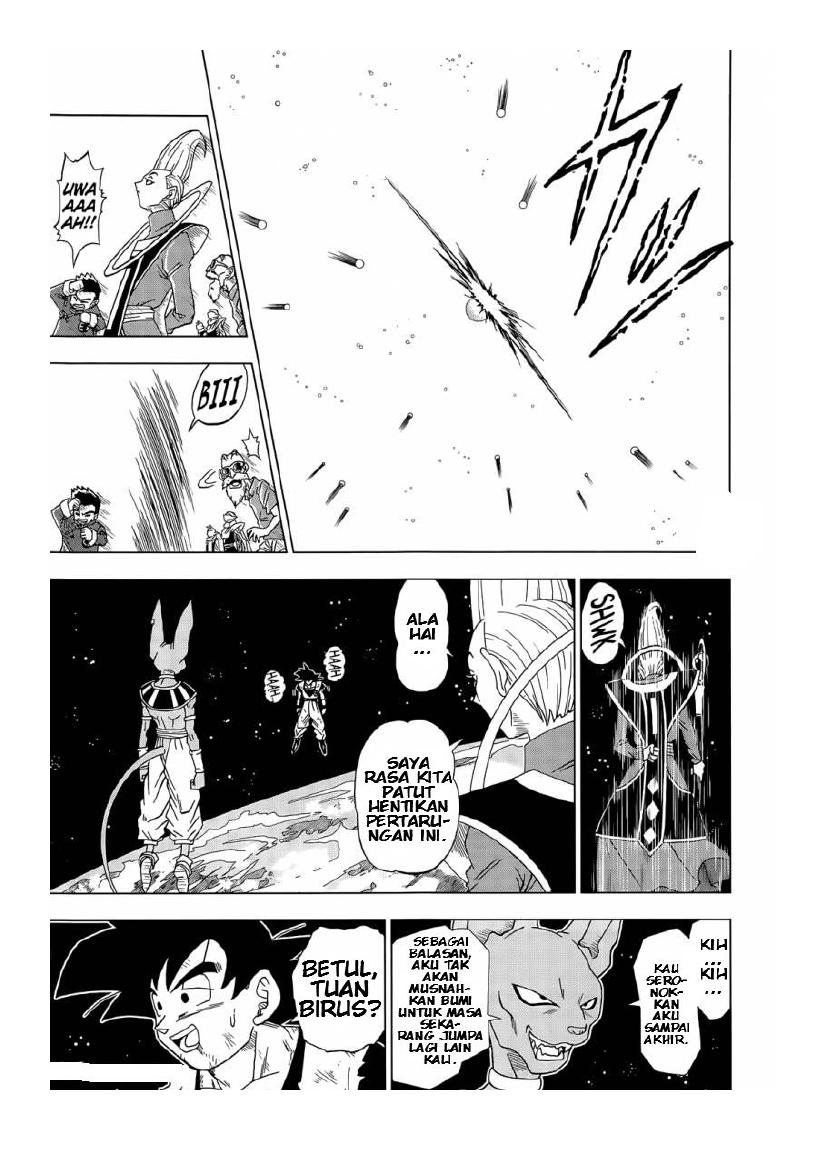 カッ
UWA
AAA
AH!!
BIII
SHWK
ALA
HAI
...
HAAH
HAAH
SAYA
RASA KITA
PATUT
HENTIKAN
PERTARU-
NGAN INI.
KIH
...
KIH
...
KAU
SERO-
NOK-
KAN
AKU
SAMPAI
AKHIR.
SEBAGAI
BALASAN,
AKU TAK
AKAN
MUSNAH-
KAN BUMI
UNTUK MASA
SEKA-
RANG. JUMPA
LAGI LAIN
KALI.
BETUL,
TUAN
BIRUS?